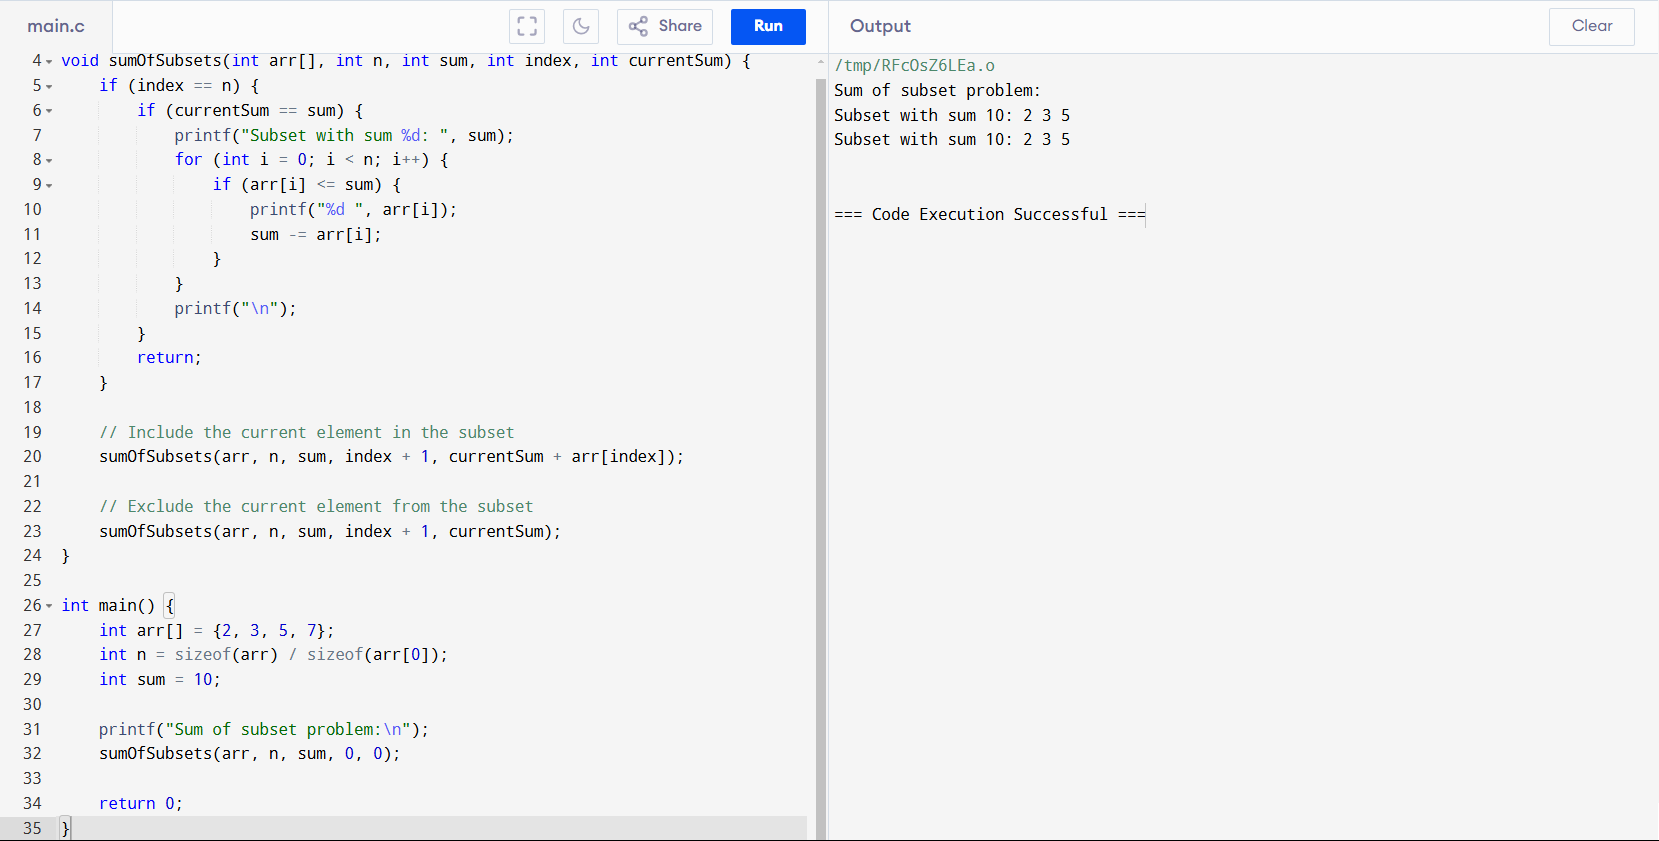 main.c
Share
Run
Output
Clear
4 void sumOfSubsets(int arr[], int n, int sum, int index, int currentSum) {
5     if (index == n) {
6         if (currentSum == sum) {
7             printf("Subset with sum %d: ", sum);
8             for (int i = 0; i < n; i++) {
9                 if (arr[i] <= sum) {
10                     printf("%d ", arr[i]);
11                     sum -= arr[i];
12                 }
13             }
14             printf("\n");
15         }
16         return;
17     }
18
19     // Include the current element in the subset
20     sumOfSubsets(arr, n, sum, index + 1, currentSum + arr[index]);
21
22     // Exclude the current element from the subset
23     sumOfSubsets(arr, n, sum, index + 1, currentSum);
24 }
25
26 int main() {
27     int arr[] = {2, 3, 5, 7};
28     int n = sizeof(arr) / sizeof(arr[0]);
29     int sum = 10;
30
31     printf("Sum of subset problem:\n");
32     sumOfSubsets(arr, n, sum, 0, 0);
33
34     return 0;
35 }
/tmp/RFcOsZ6LEa.o
Sum of subset problem:
Subset with sum 10: 2 3 5
Subset with sum 10: 2 3 5
=== Code Execution Successful ===